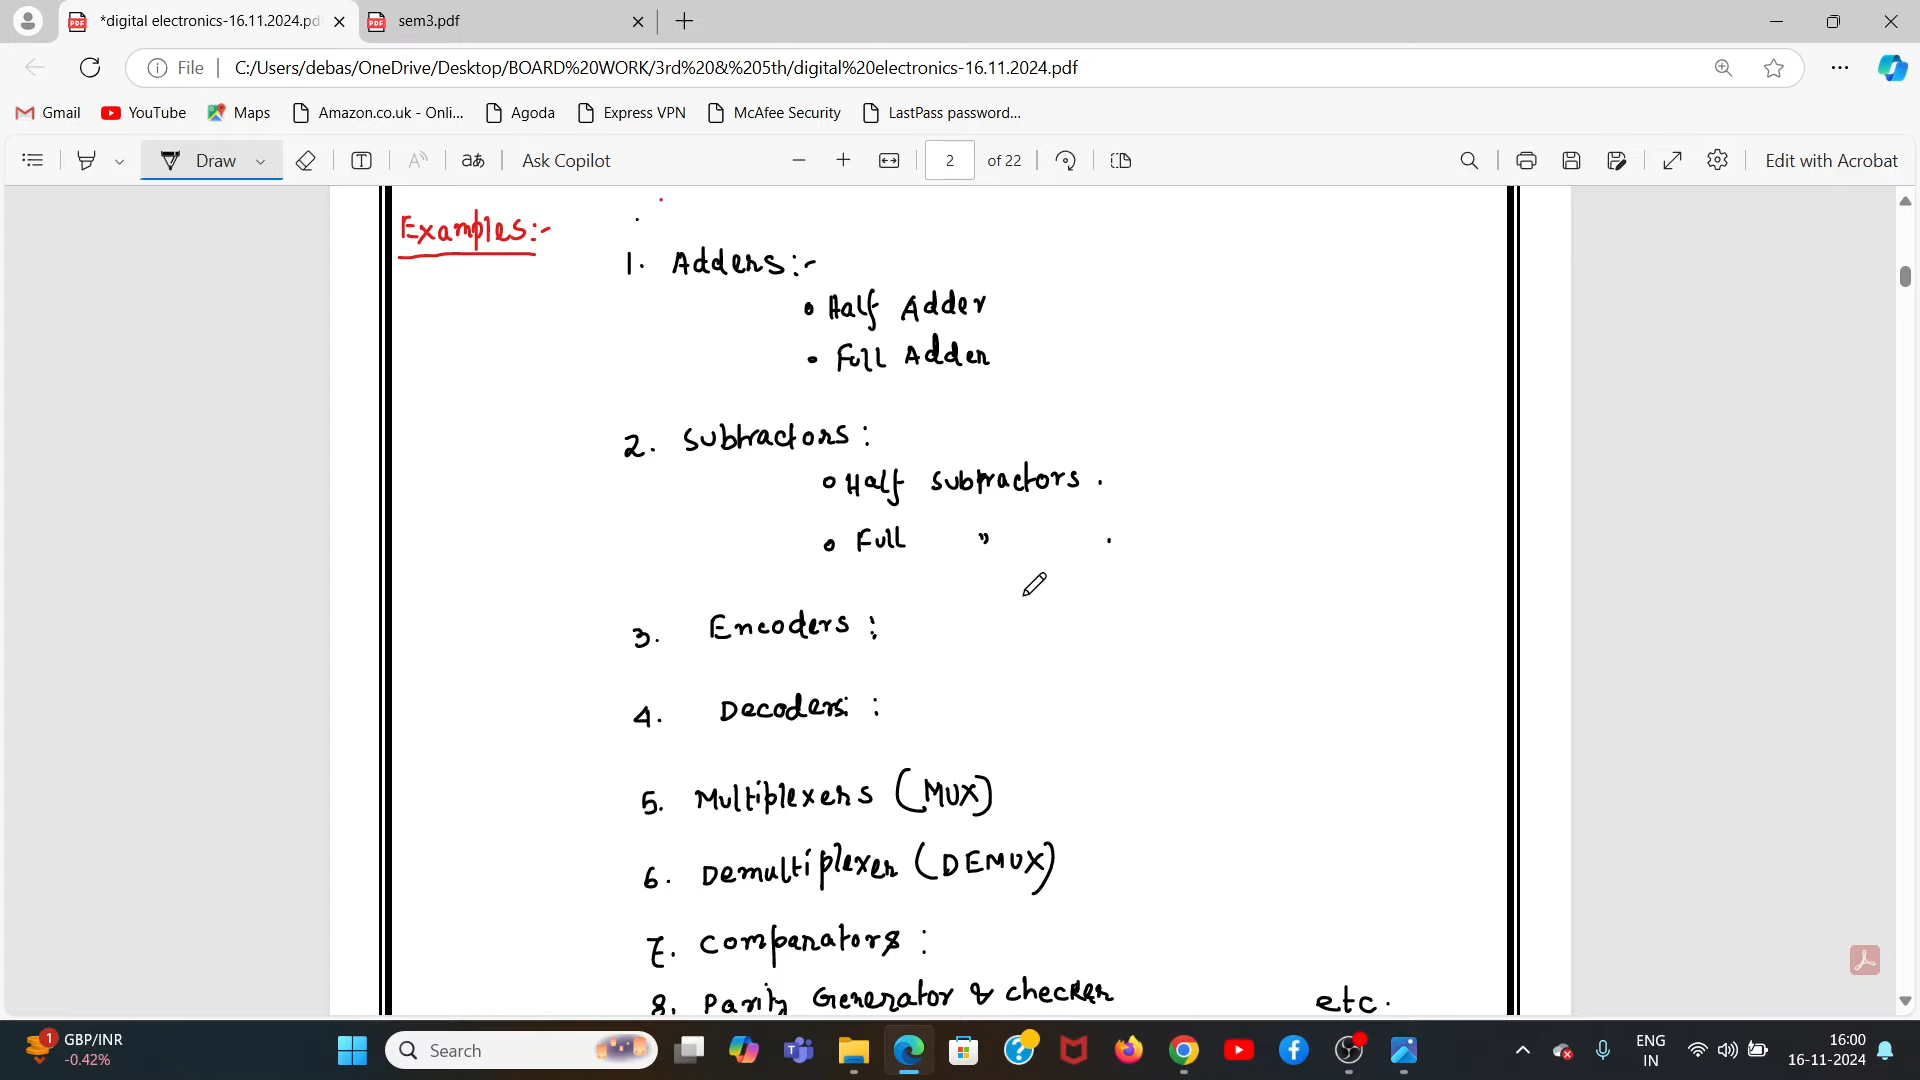 *digital electronics-16.11.2024.pd
sem3.pdf
File
C:/Users/debas/OneDrive/Desktop/BOARD%20WORK/3rd%20&%205th/digital%20electronics-16.11.2024.pdf
Gmail
YouTube
Maps
Amazon.co.uk - Onli...
Agoda
Express VPN
McAfee Security
LastPass password...
Draw
aあ
Ask Copilot
2
of 22
Edit with Acrobat
Examples:-
1. Adders:-
• Half Adder
• Full Adder
2. Subtractors:
• Half Subtractors.
• Full " .
3. Encoders:
4. Decoders:
5. Multiplexers (MUX)
6. Demultiplexer (DEMUX)
7. Comparators:
8. Parity Generator & checker etc.
1
GBP/INR
-0.42%
Search
ENG
IN
16:00
16-11-2024